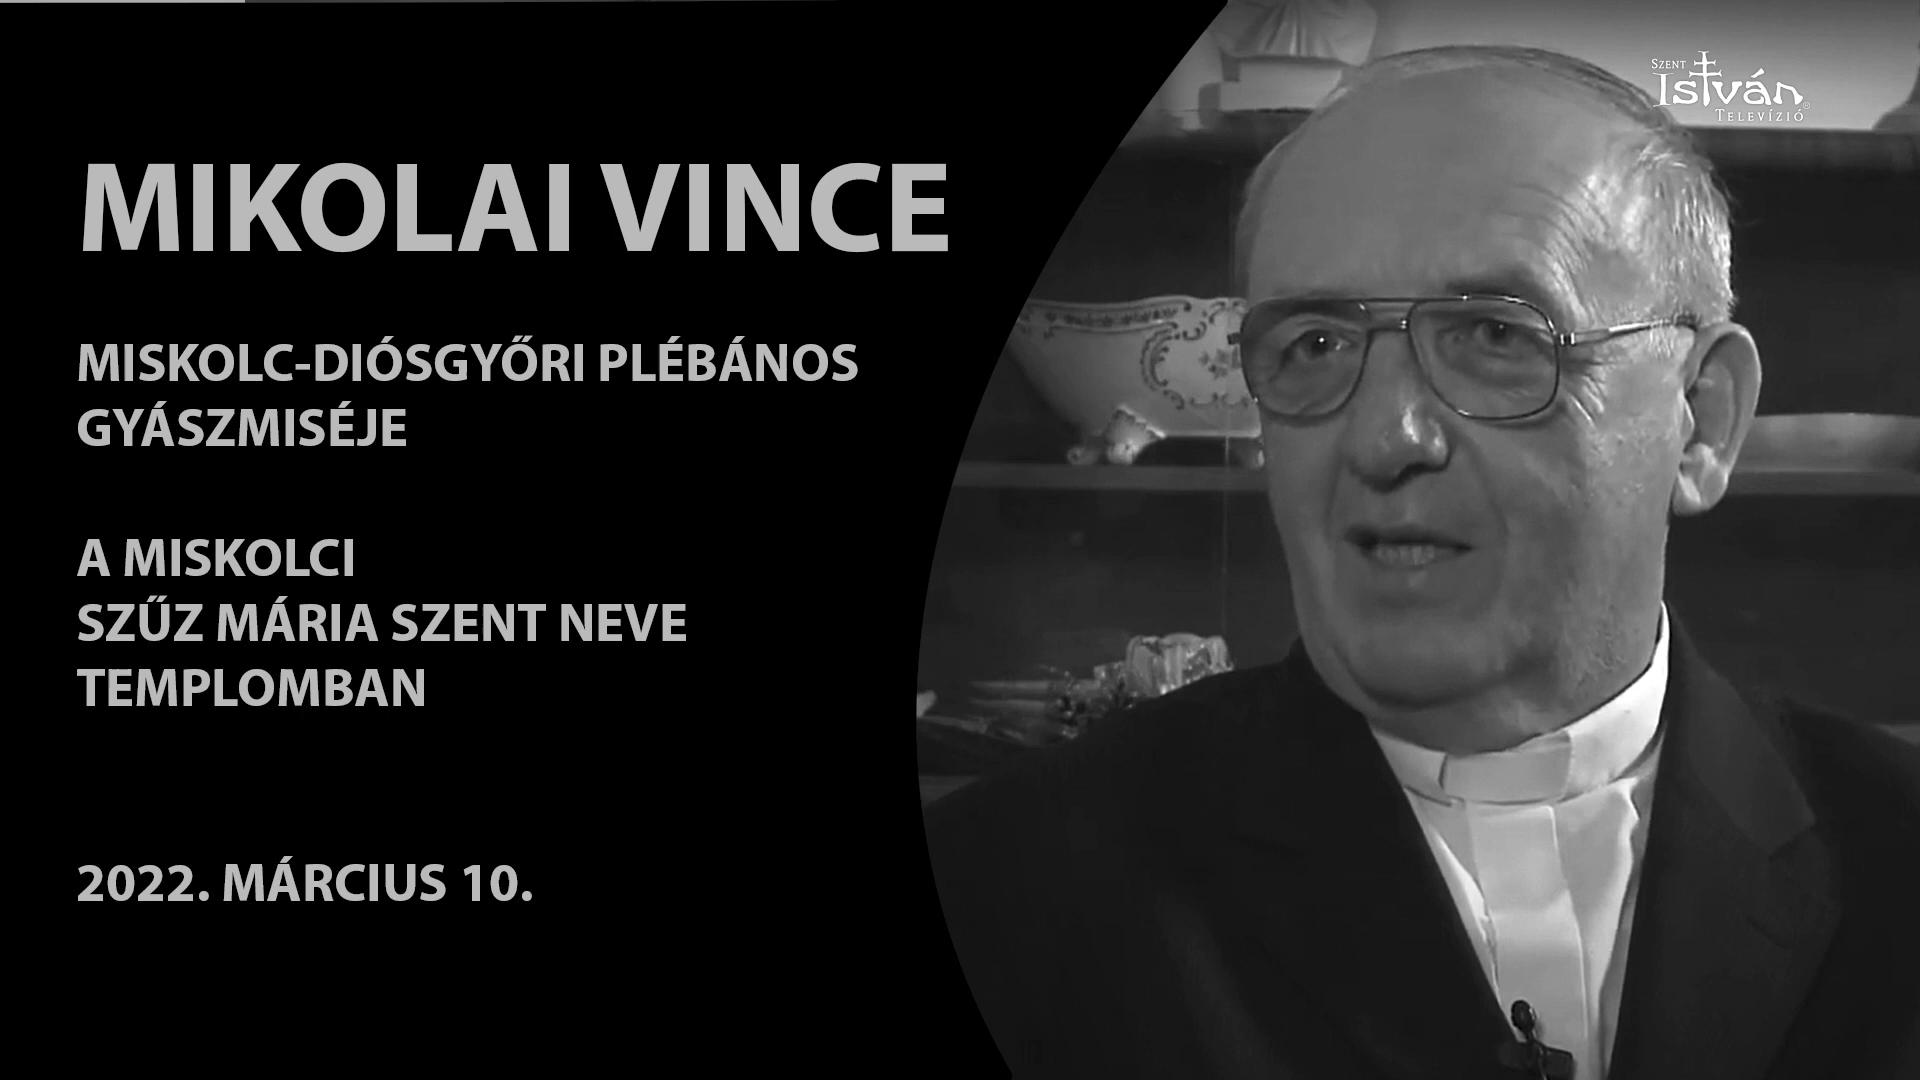 MIKOLAI VINCE
MISKOLC-DIÓSGYŐRI PLÉBÁNOS
GYÁSZMISÉJE
A MISKOLCI
SZŰZ MÁRIA SZENT NEVE
TEMPLOMBAN
2022. MÁRCIUS 10.
SZENT
ISTVÁN®
TELEVÍZIÓ